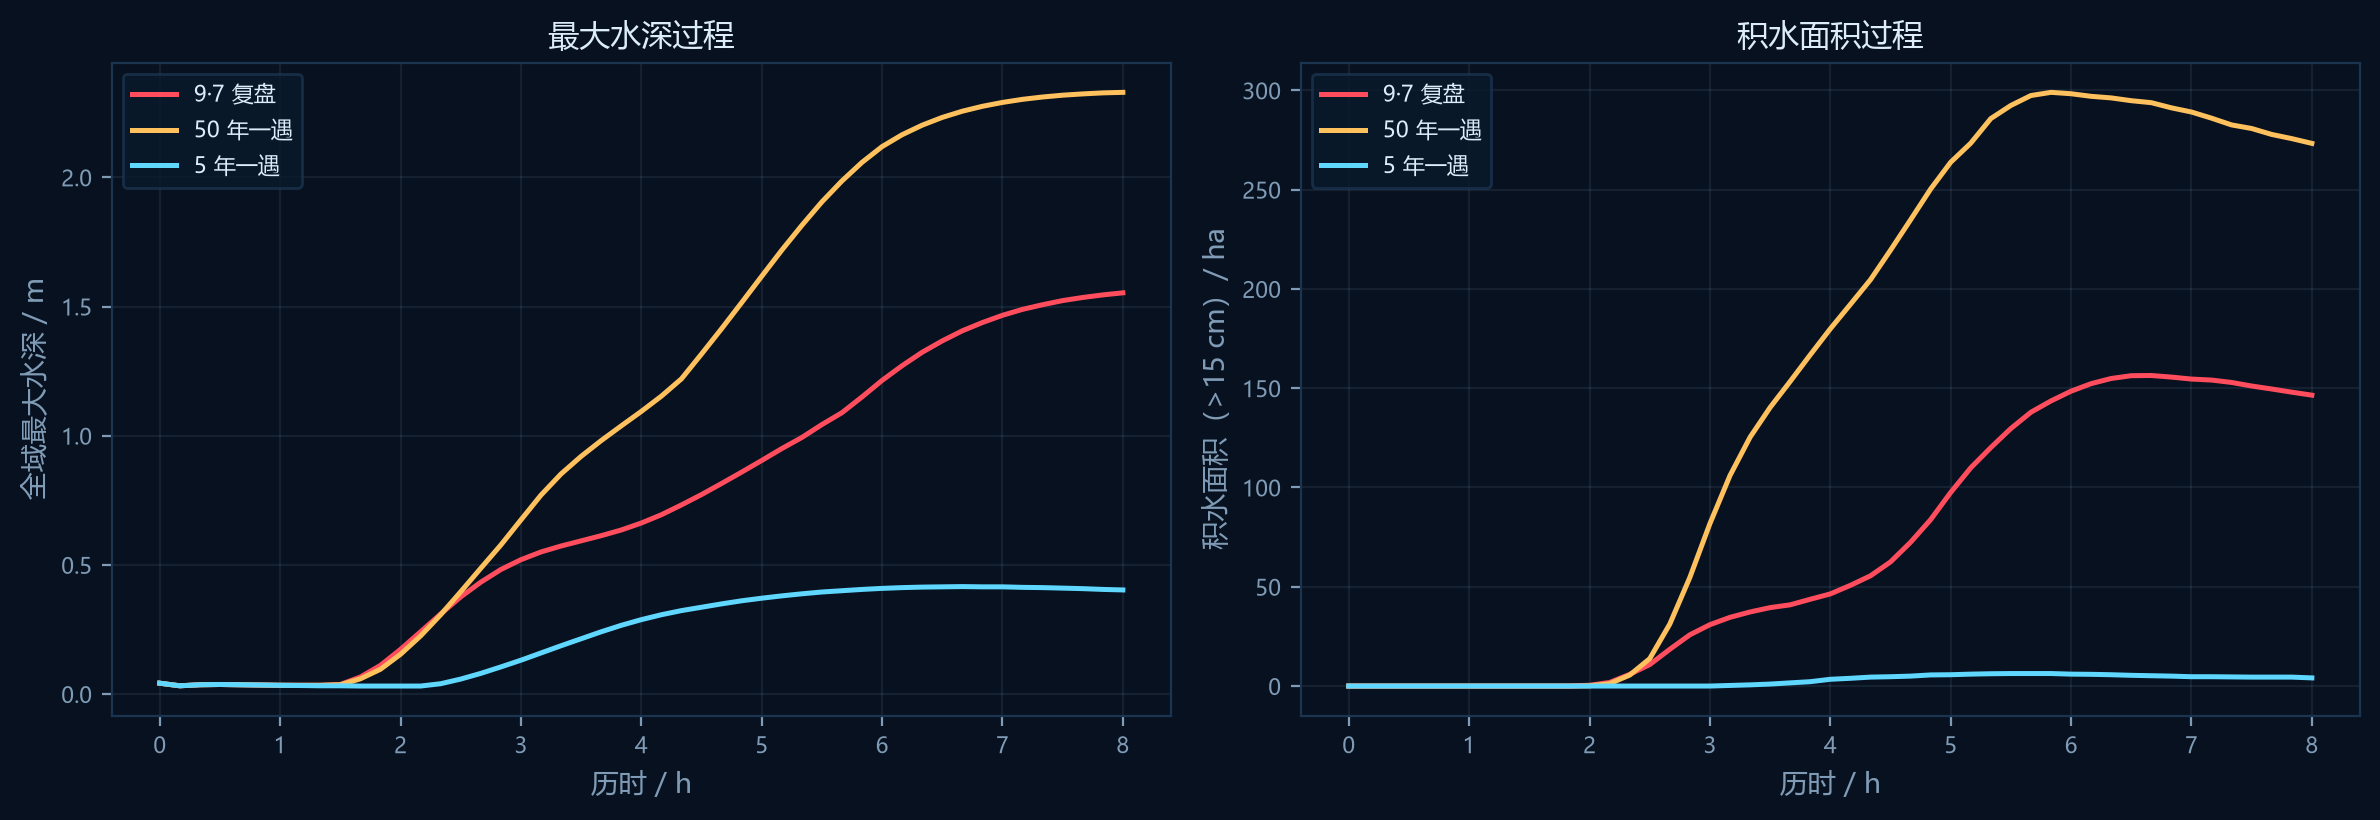 最大水深过程
9·7 复盘
50 年一遇
5 年一遇
全域最大水深 / m
2.0
1.5
1.0
0.5
0.0
0 1 2 3 4 5 6 7 8
历时 / h
积水面积过程
9·7 复盘
50 年一遇
5 年一遇
积水面积（>15 cm）/ ha
300
250
200
150
100
50
0
0 1 2 3 4 5 6 7 8
历时 / h